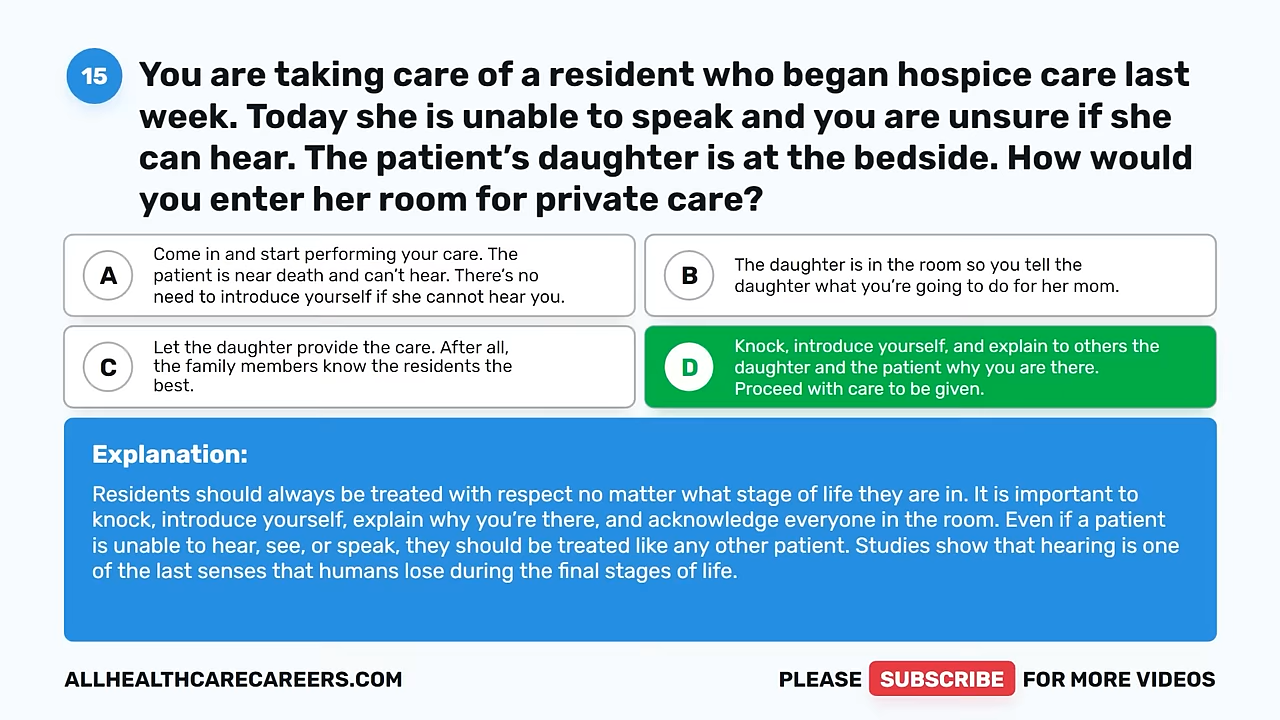 15
You are taking care of a resident who began hospice care last
week. Today she is unable to speak and you are unsure if she
can hear. The patient’s daughter is at the bedside. How would
you enter her room for private care?
A
Come in and start performing your care. The
patient is near death and can’t hear. There’s no
need to introduce yourself if she cannot hear you.
B
The daughter is in the room so you tell the
daughter what you’re going to do for her mom.
C
Let the daughter provide the care. After all,
the family members know the residents the
best.
D
Knock, introduce yourself, and explain to others the
daughter and the patient why you are there.
Proceed with care to be given.
Explanation:
Residents should always be treated with respect no matter what stage of life they are in. It is important to
knock, introduce yourself, explain why you’re there, and acknowledge everyone in the room. Even if a patient
is unable to hear, see, or speak, they should be treated like any other patient. Studies show that hearing is one
of the last senses that humans lose during the final stages of life.
ALLHEALTHCARECAREERS.COM
PLEASE SUBSCRIBE FOR MORE VIDEOS